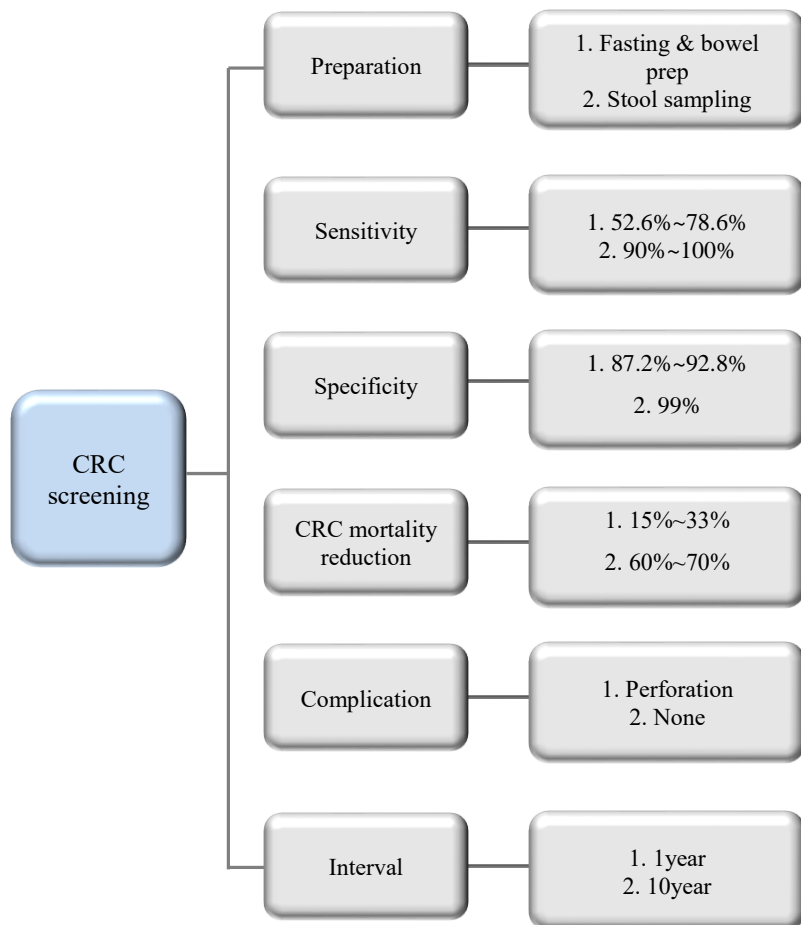 Preparation
1. Fasting & bowel
prep
2. Stool sampling
Sensitivity
1. 52.6%~78.6%
2. 90%~100%
Specificity
1. 87.2%~92.8%
2. 99%
CRC
screening
CRC mortality
reduction
1. 15%~33%
2. 60%~70%
Complication
1. Perforation
2. None
Interval
1. 1year
2. 10year